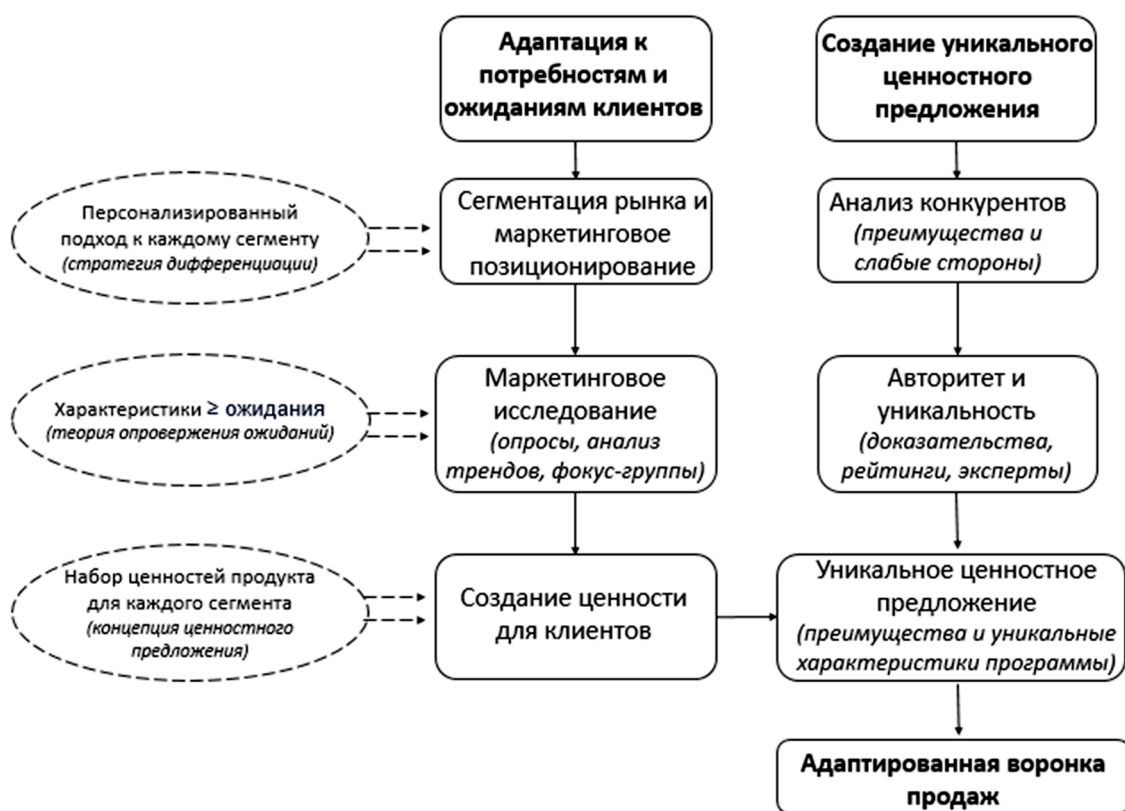 Адаптация к
потребностям и
ожиданиям клиентов
Создание уникального
ценностного
предложения
Персонализированный
подход к каждому сегменту
(стратегия дифференциации)
Сегментация рынка и
маркетинговое
позиционирование
Анализ конкурентов
(преимущества и
слабые стороны)
Характеристики ≥ ожидания
(теория опровержения ожиданий)
Маркетинговое
исследование
(опросы, анализ
трендов, фокус-группы)
Авторитет и
уникальность
(доказательства,
рейтинги, эксперты)
Набор ценностей продукта
для каждого сегмента
(концепция ценностного
предложения)
Создание ценности
для клиентов
Уникальное ценностное
предложение
(преимущества и уникальные
характеристики программы)
Адаптированная воронка
продаж